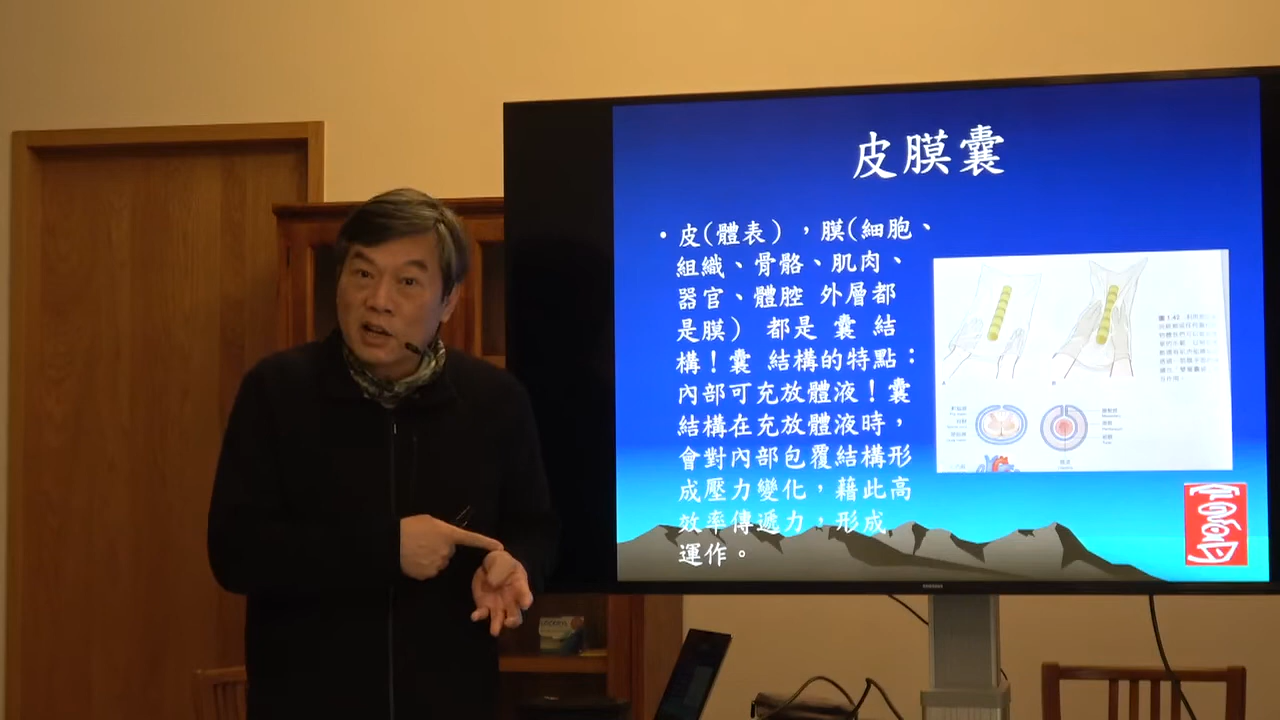 皮膜囊
• 皮(體表),膜(細胞、
組織、骨骼、肌肉、
器官、體腔 外層都
是膜) 都是 囊 結
構!囊 結構的特點:
內部可充放體液!囊
結構在充放體液時,
會對內部包覆結構形
成壓力變化,藉此高
效率傳遞力,形成
運作。
圖 1.42
SAMSUNG